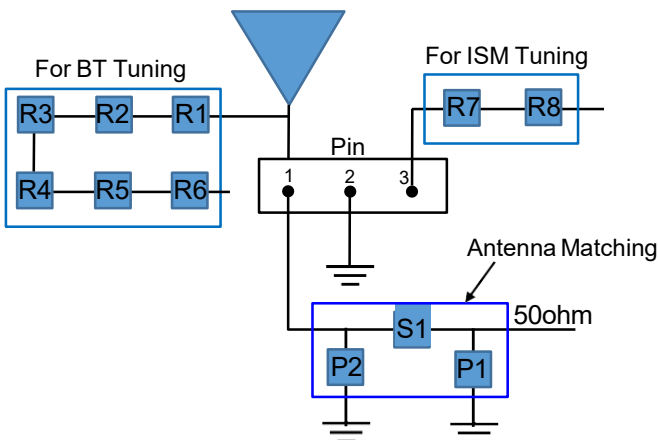 For BT Tuning
For ISM Tuning
R3 R2 R1
R7 R8
Pin
1 2 3
R4 R5 R6
Antenna Matching
S1
50ohm
P2 P1